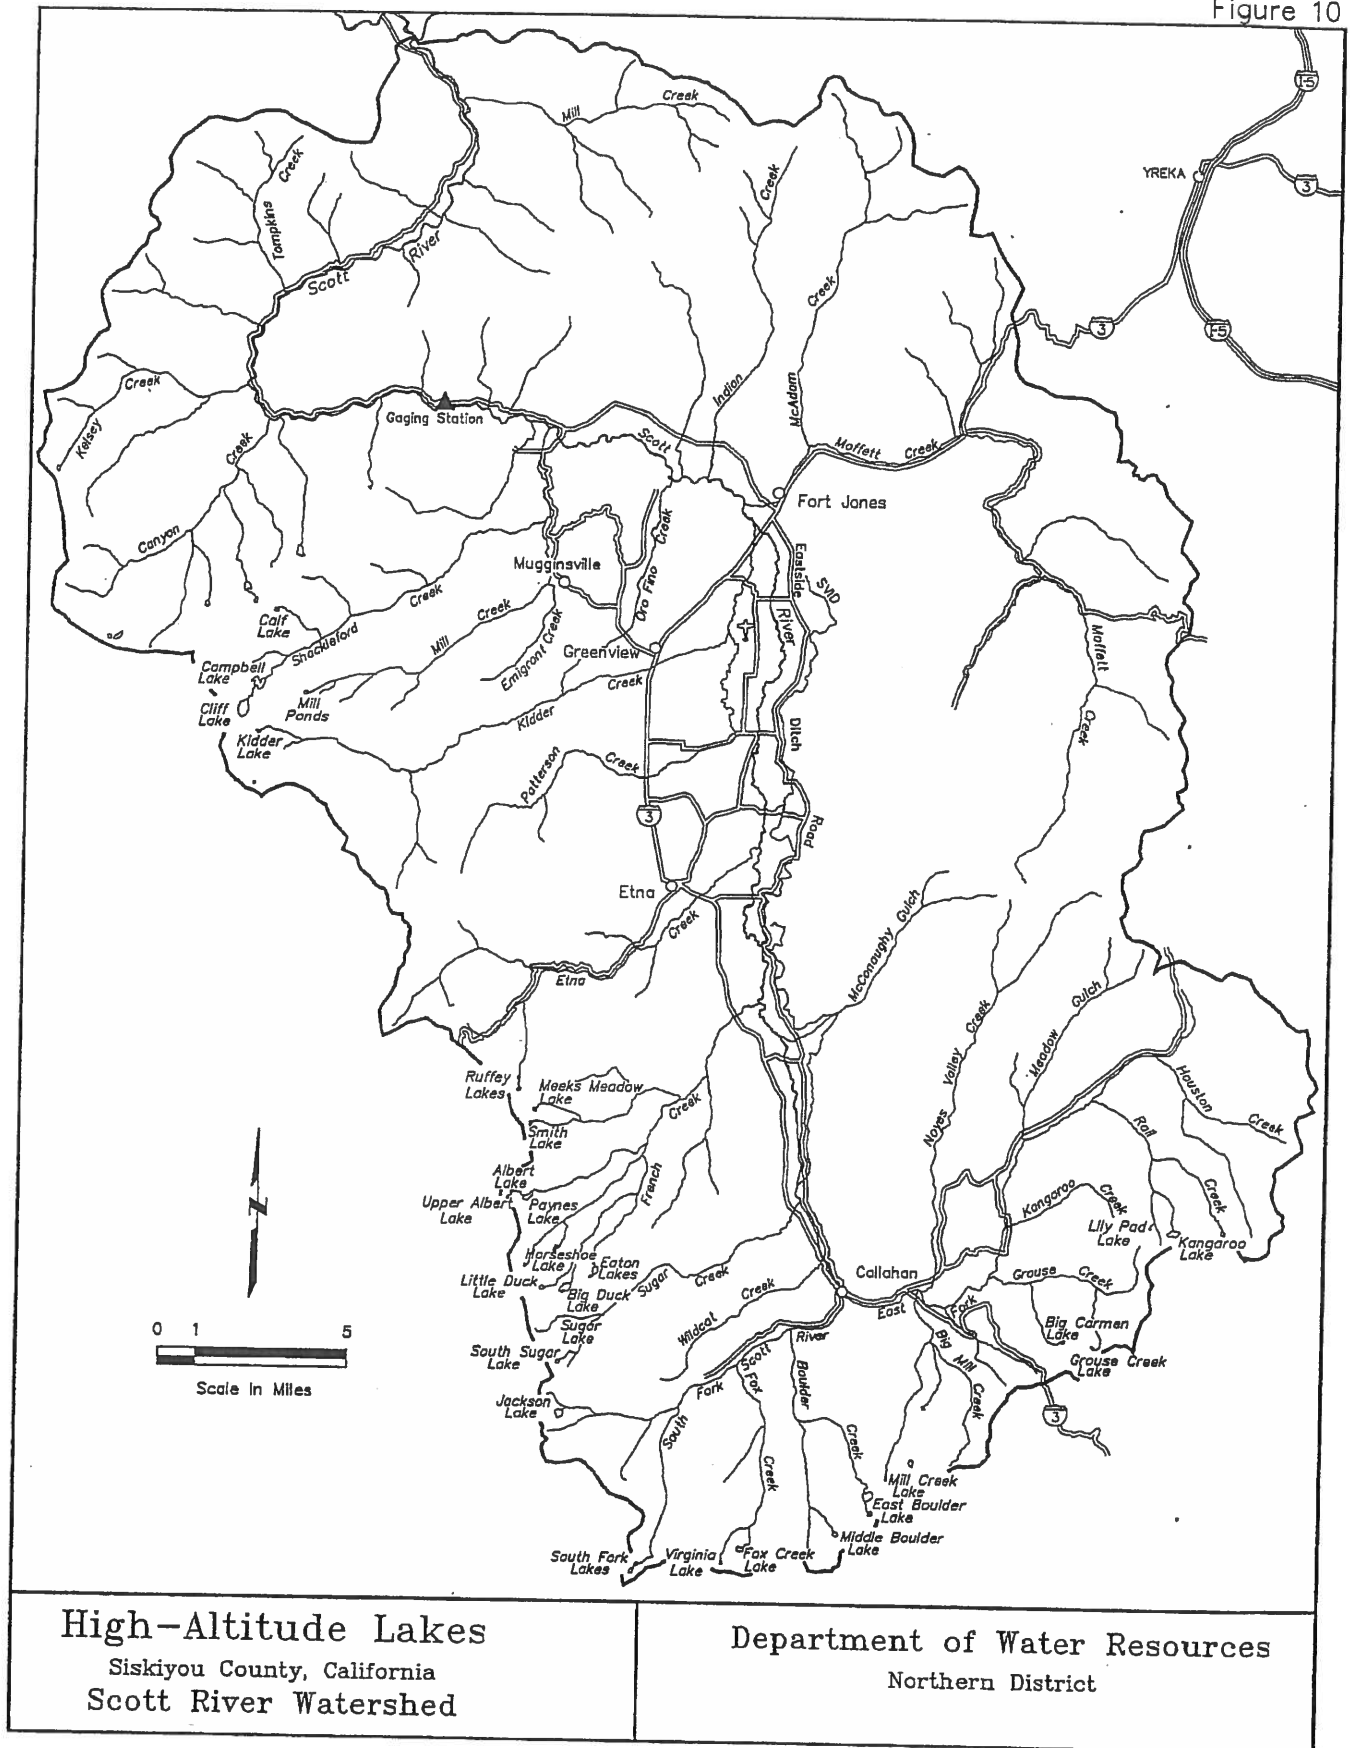 Figure 10
I-5
YREKA
3
3
I-5
Mill
Creek
Creek
Tompkins
Creek
River
Scott
Creek
Indian
McAdam
Creek
Kelsey
Creek
Gaging Station
Scott
Moffett
Creek
Canyon
Fort Jones
Creek
Oro Fino
Mugginsville
Eastside
SVID
River
Creek
Shackleford
Calf
Lake
Creek
Mill
Creek
Emigrant
Greenview
Moffett
Creek
Campbell
Lake
Cliff
Lake
Mill
Ponds
Kidder
Lake
Creek
Kidder
Ditch
Patterson
Creek
3
Road
Etna
Creek
Etna
McConaughy
Gulch
Noyes
Valley
Creek
Meadow
Gulch
Ruffey
Lakes
Meeks Meadow
Lake
Creek
Smith
Lake
Houston
Creek
Rail
Creek
Albert
Lake
Upper Albert
Lake
Paynes
Lake
French
Kangaroo
Creek
Lily Pad
Lake
Kangaroo
Lake
Horseshoe
Lake
Eaton
Lakes
Little Duck
Lake
Big Duck
Lake
Sugar
Creek
Callahan
Grouse
Creek
Sugar
Lake
Wildcat
Creek
East
Fork
Big Carmen
Lake
South Sugar
Lake
River
Scott
Fork
South
Big
Mill
Creek
Grouse Creek
Lake
0 1 5
Scale In Miles
Jackson
Lake
Fox
Creek
Boulder
Creek
3
Mill Creek
Lake
East Boulder
Lake
Middle Boulder
Lake
South Fork
Lakes
Virginia
Lake
Fox Creek
Lake
High-Altitude Lakes
Siskiyou County, California
Scott River Watershed
Department of Water Resources
Northern District